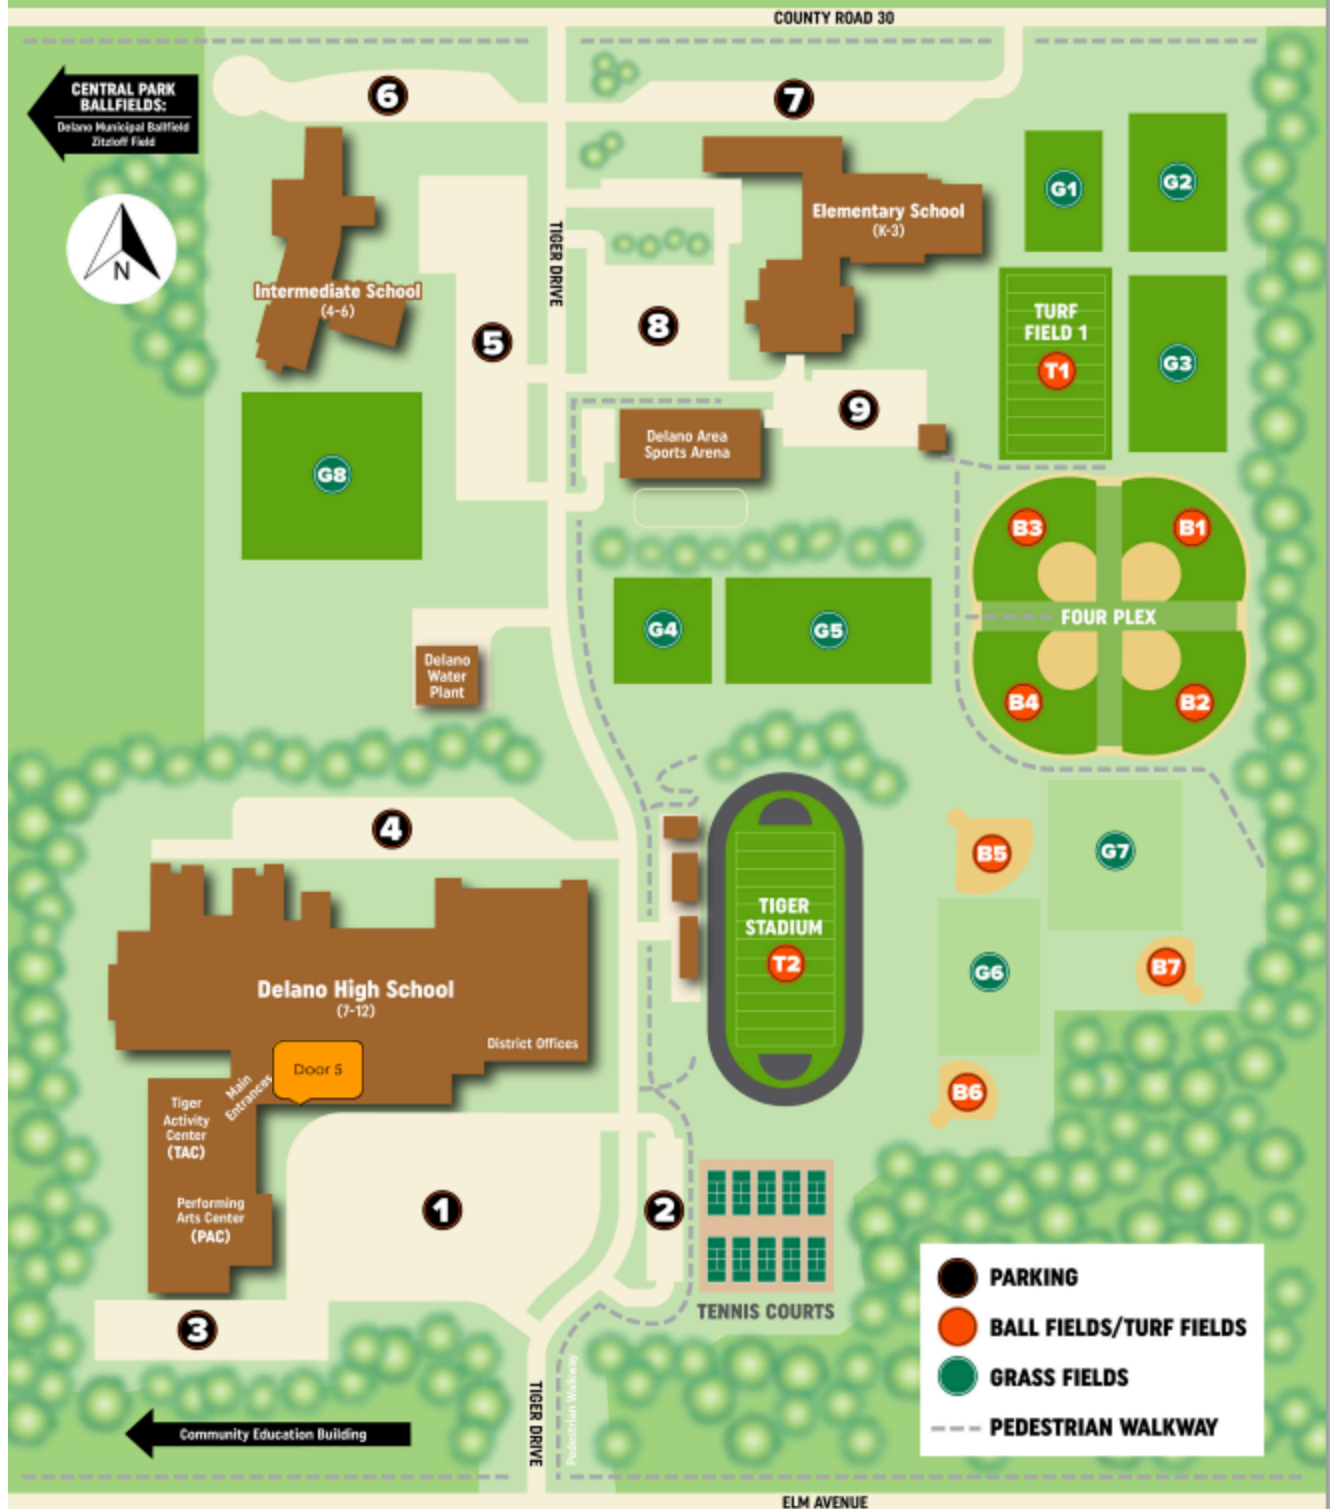 COUNTY ROAD 30
CENTRAL PARK
BALLFIELDS:
Delano Municipal Ballfield
Zitzloff Field
6
7
N
TIGER DRIVE
Elementary School
(K-3)
G1
G2
Intermediate School
(4-6)
5
8
TURF
FIELD 1
T1
G3
9
Delano Area
Sports Arena
G8
B3
B1
G4
G5
FOUR PLEX
Delano
Water
Plant
B4
B2
4
B5
G7
TIGER
STADIUM
T2
G6
B7
Delano High School
(7-12)
District Offices
Door 5
Main
Entrances
B6
Tiger
Activity
Center
(TAC)
Performing
Arts Center
(PAC)
1
2
TENNIS COURTS
3
PARKING
BALL FIELDS/TURF FIELDS
GRASS FIELDS
PEDESTRIAN WALKWAY
TIGER DRIVE
Pedestrian Walkway
Community Education Building
ELM AVENUE